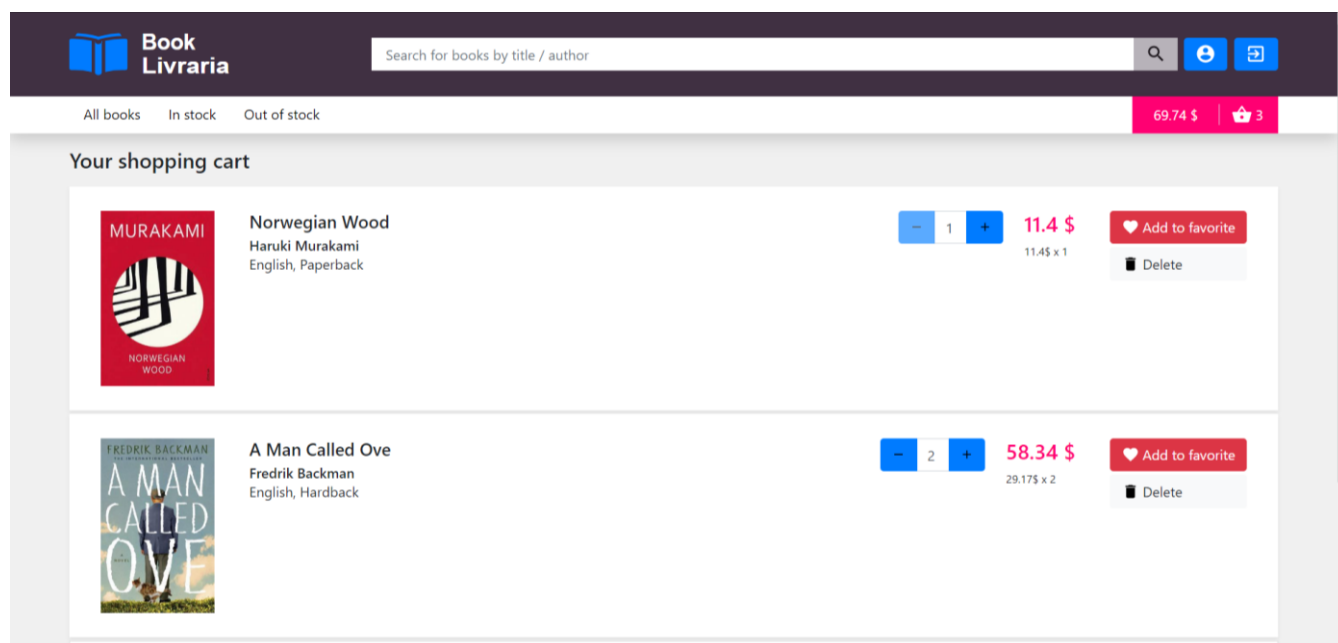 Book
Livraria
Search for books by title / author
All books In stock Out of stock 69.74 $ 3
Your shopping cart
MURAKAMI
NORWEGIAN
WOOD
Norwegian Wood
Haruki Murakami
English, Paperback
− 1 + 11.4 $
11.4$ x 1
Add to favorite
Delete
FREDRIK BACKMAN
A MAN
CALLED
OVE
A Man Called Ove
Fredrik Backman
English, Hardback
− 2 + 58.34 $
29.17$ x 2
Add to favorite
Delete